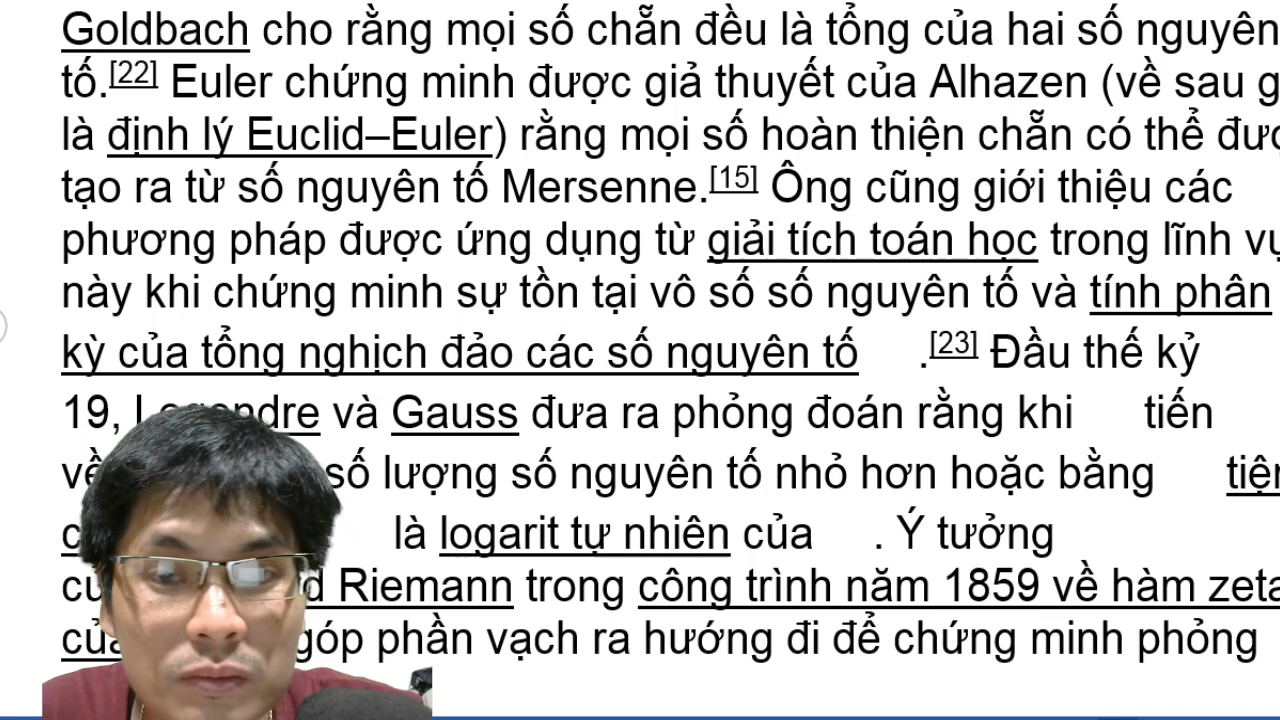 Goldbach cho rằng mọi số chẵn đều là tổng của hai số nguyên
tố.[22] Euler chứng minh được giả thuyết của Alhazen (về sau
là định lý Euclid–Euler) rằng mọi số hoàn thiện chẵn có thể
tạo ra từ số nguyên tố Mersenne.[15] Ông cũng giới thiệu các
phương pháp được ứng dụng từ giải tích toán học trong lĩnh
này khi chứng minh sự tồn tại vô số số nguyên tố và tính phân
kỳ của tổng nghịch đảo các số nguyên tố .[23] Đầu thế kỷ
19, và Gauss đưa ra phỏng đoán rằng khi tiến
số lượng số nguyên tố nhỏ hơn hoặc bằng
là logarit tự nhiên của . Ý tưởng
Riemann trong công trình năm 1859 về hàm zeta
góp phần vạch ra hướng đi để chứng minh phỏng